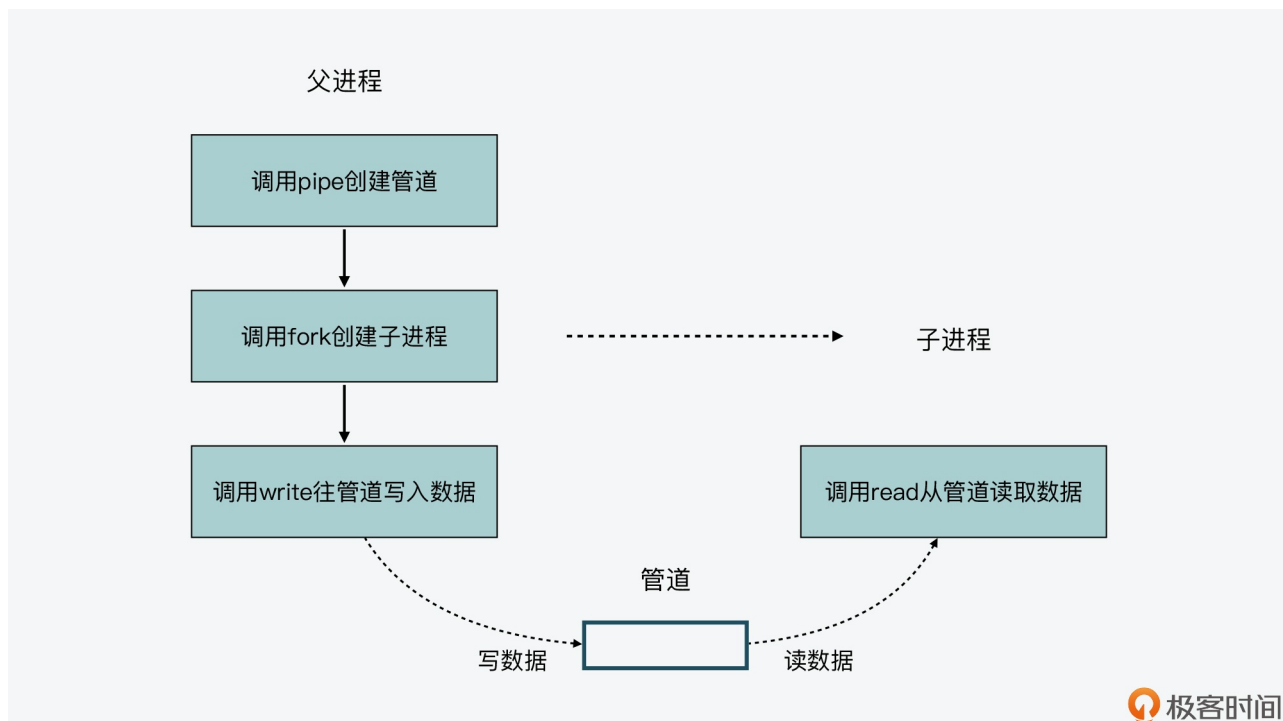 父进程
调用pipe创建管道
调用fork创建子进程
子进程
调用write往管道写入数据
调用read从管道读取数据
管道
写数据
读数据
极客时间